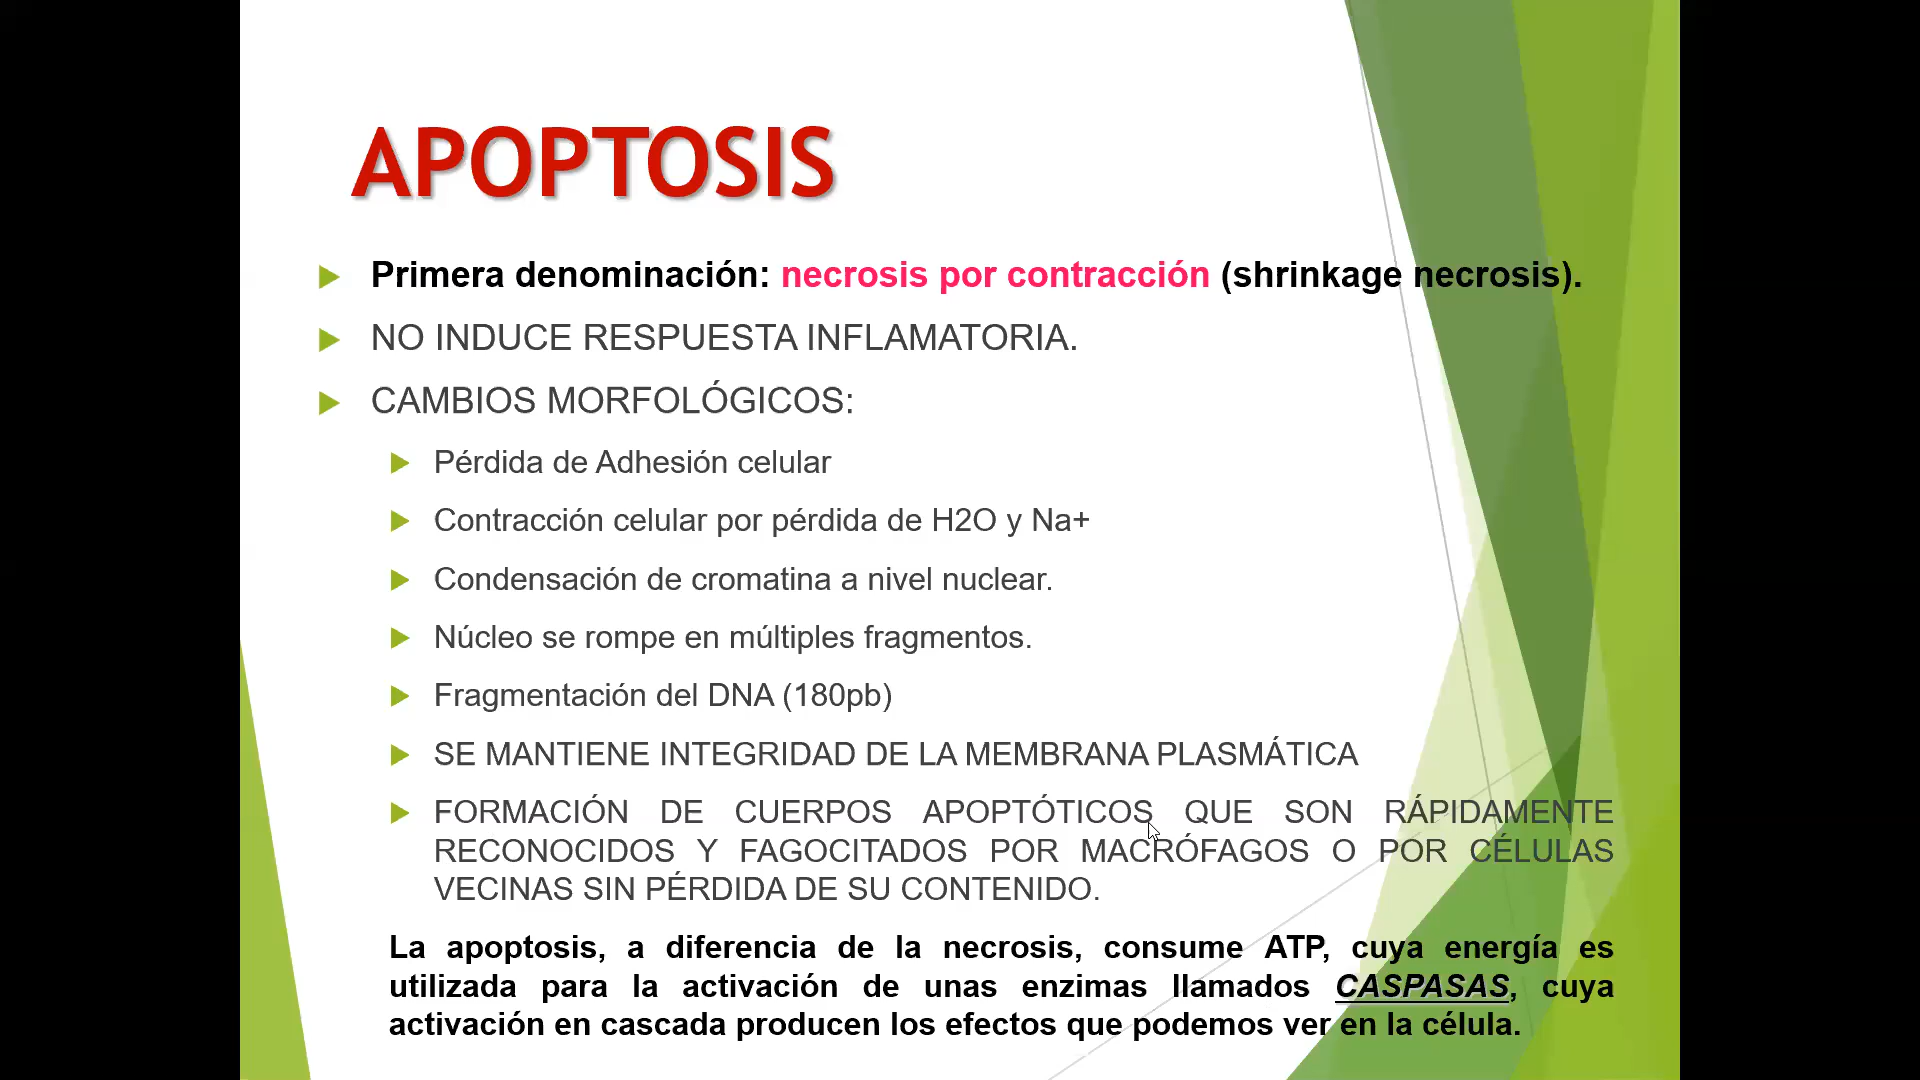 APOPTOSIS
Primera denominación: necrosis por contracción (shrinkage necrosis).
NO INDUCE RESPUESTA INFLAMATORIA.
CAMBIOS MORFOLÓGICOS:
Pérdida de Adhesión celular
Contracción celular por pérdida de H2O y Na+
Condensación de cromatina a nivel nuclear.
Núcleo se rompe en múltiples fragmentos.
Fragmentación del DNA (180pb)
SE MANTIENE INTEGRIDAD DE LA MEMBRANA PLASMÁTICA
FORMACIÓN DE CUERPOS APOPTÓTICOS QUE SON RÁPIDAMENTE
RECONOCIDOS Y FAGOCITADOS POR MACRÓFAGOS O POR CÉLULAS
VECINAS SIN PÉRDIDA DE SU CONTENIDO.
La apoptosis, a diferencia de la necrosis, consume ATP, cuya energía es
utilizada para la activación de unas enzimas llamados CASPASAS, cuya
activación en cascada producen los efectos que podemos ver en la célula.